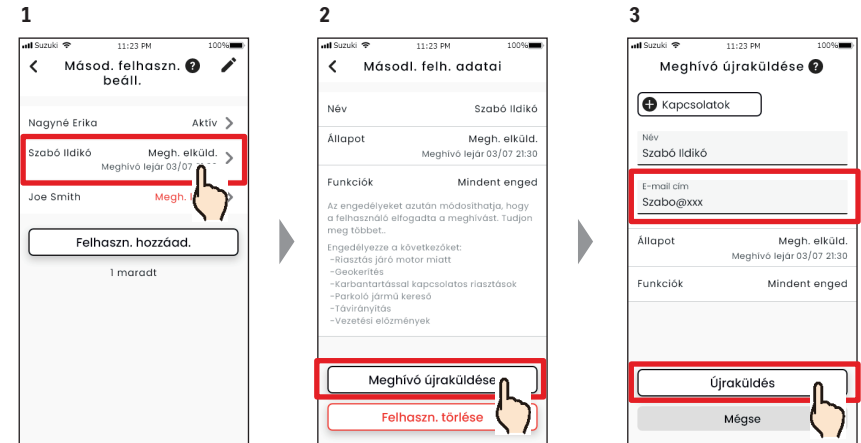 1
Suzuki 11:23 PM 100%
Másod. felhaszn.
beáll.
Nagyné Erika Aktív
Szabó Ildikó Megh. elküld.
Meghívó lejár 03/07
Joe Smith Megh.
Felhaszn. hozzáad.
1 maradt
2
Suzuki 11:23 PM 100%
Másodl. felh. adatai
Név Szabó Ildikó
Állapot Megh. elküld.
Meghívó lejár 03/07 21:30
Funkciók Mindent enged
Az engedélyeket azután módosíthatja, hogy
a felhasználó elfogadta a meghívást. Tudjon
meg többet..
Engedélyezze a következőket:
-Riasztás járó motor miatt
-Geokerítés
-Karbantartással kapcsolatos riasztások
-Parkoló jármű kereső
-Távirányítás
-Vezetési előzmények
Meghívó újraküldése
Felhaszn. törlése
3
Suzuki 11:23 PM 100%
Meghívó újraküldése ?
Kapcsolatok
Név
Szabó Ildikó
E-mail cím
Szabo@xxx
Állapot Megh. elküld.
Meghívó lejár 03/07 21:30
Funkciók Mindent enged
Újraküldés
Mégse